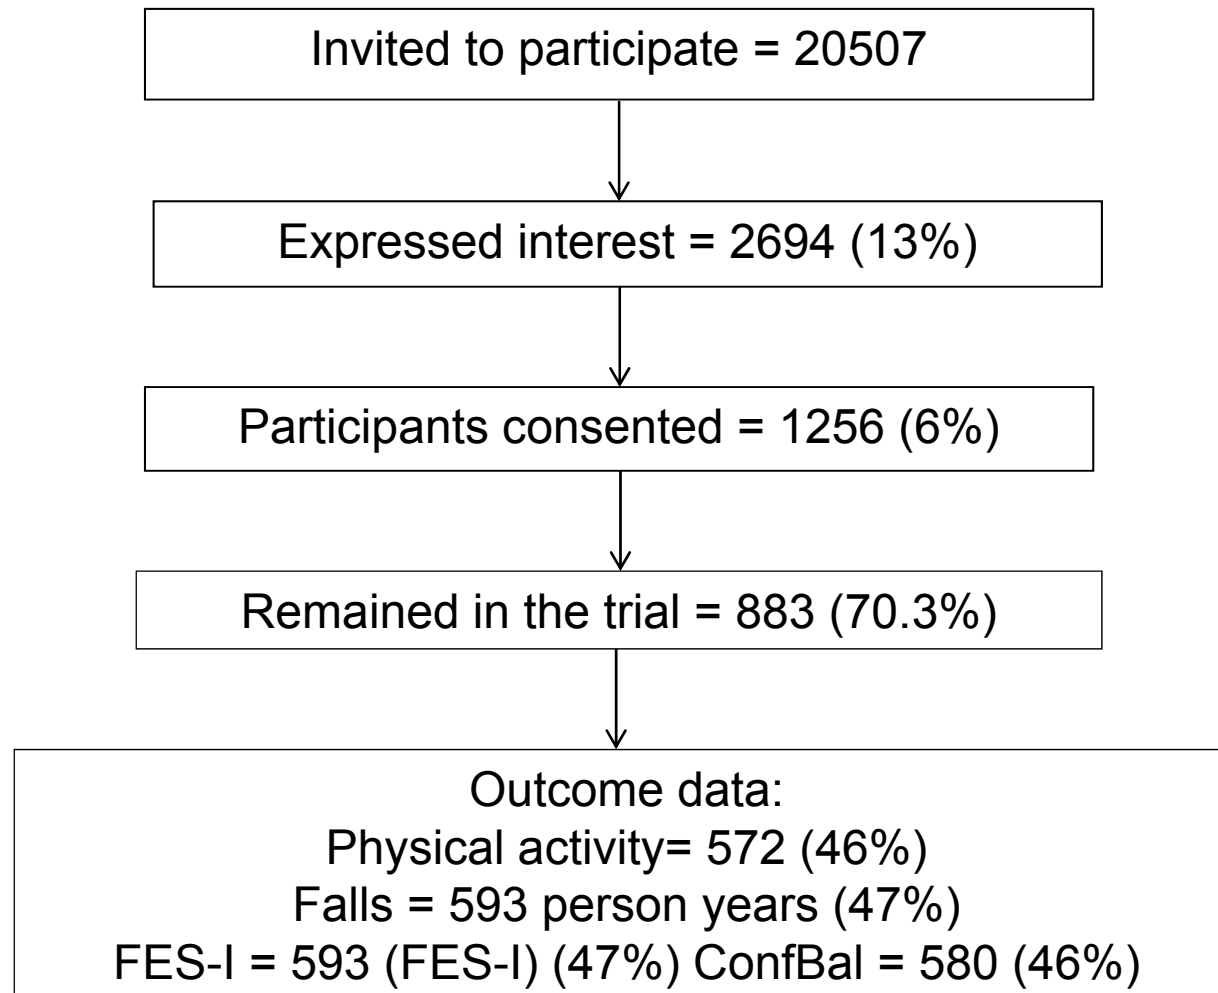 Invited to participate = 20507
Expressed interest = 2694 (13%)
Participants consented = 1256 (6%)
Remained in the trial = 883 (70.3%)
Outcome data:
Physical activity= 572 (46%)
Falls = 593 person years (47%)
FES-I = 593 (FES-I) (47%) ConfBal = 580 (46%)